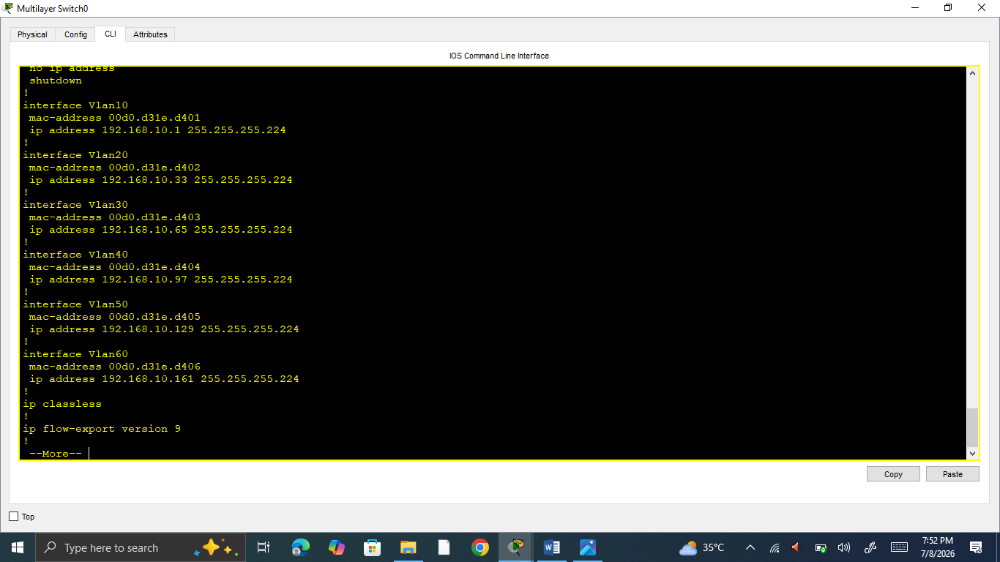 Multilayer Switch0
Physical Config CLI Attributes
IOS Command Line Interface
no ip address
shutdown
!
interface Vlan10
mac-address 00d0.d31e.d401
ip address 192.168.10.1 255.255.255.224
!
interface Vlan20
mac-address 00d0.d31e.d402
ip address 192.168.10.33 255.255.255.224
!
interface Vlan30
mac-address 00d0.d31e.d403
ip address 192.168.10.65 255.255.255.224
!
interface Vlan40
mac-address 00d0.d31e.d404
ip address 192.168.10.97 255.255.255.224
!
interface Vlan50
mac-address 00d0.d31e.d405
ip address 192.168.10.129 255.255.255.224
!
interface Vlan60
mac-address 00d0.d31e.d406
ip address 192.168.10.161 255.255.255.224
!
ip classless
!
ip flow-export version 9
!
--More--
Copy Paste
Top
Type here to search
35°C
7:52 PM
7/8/2026